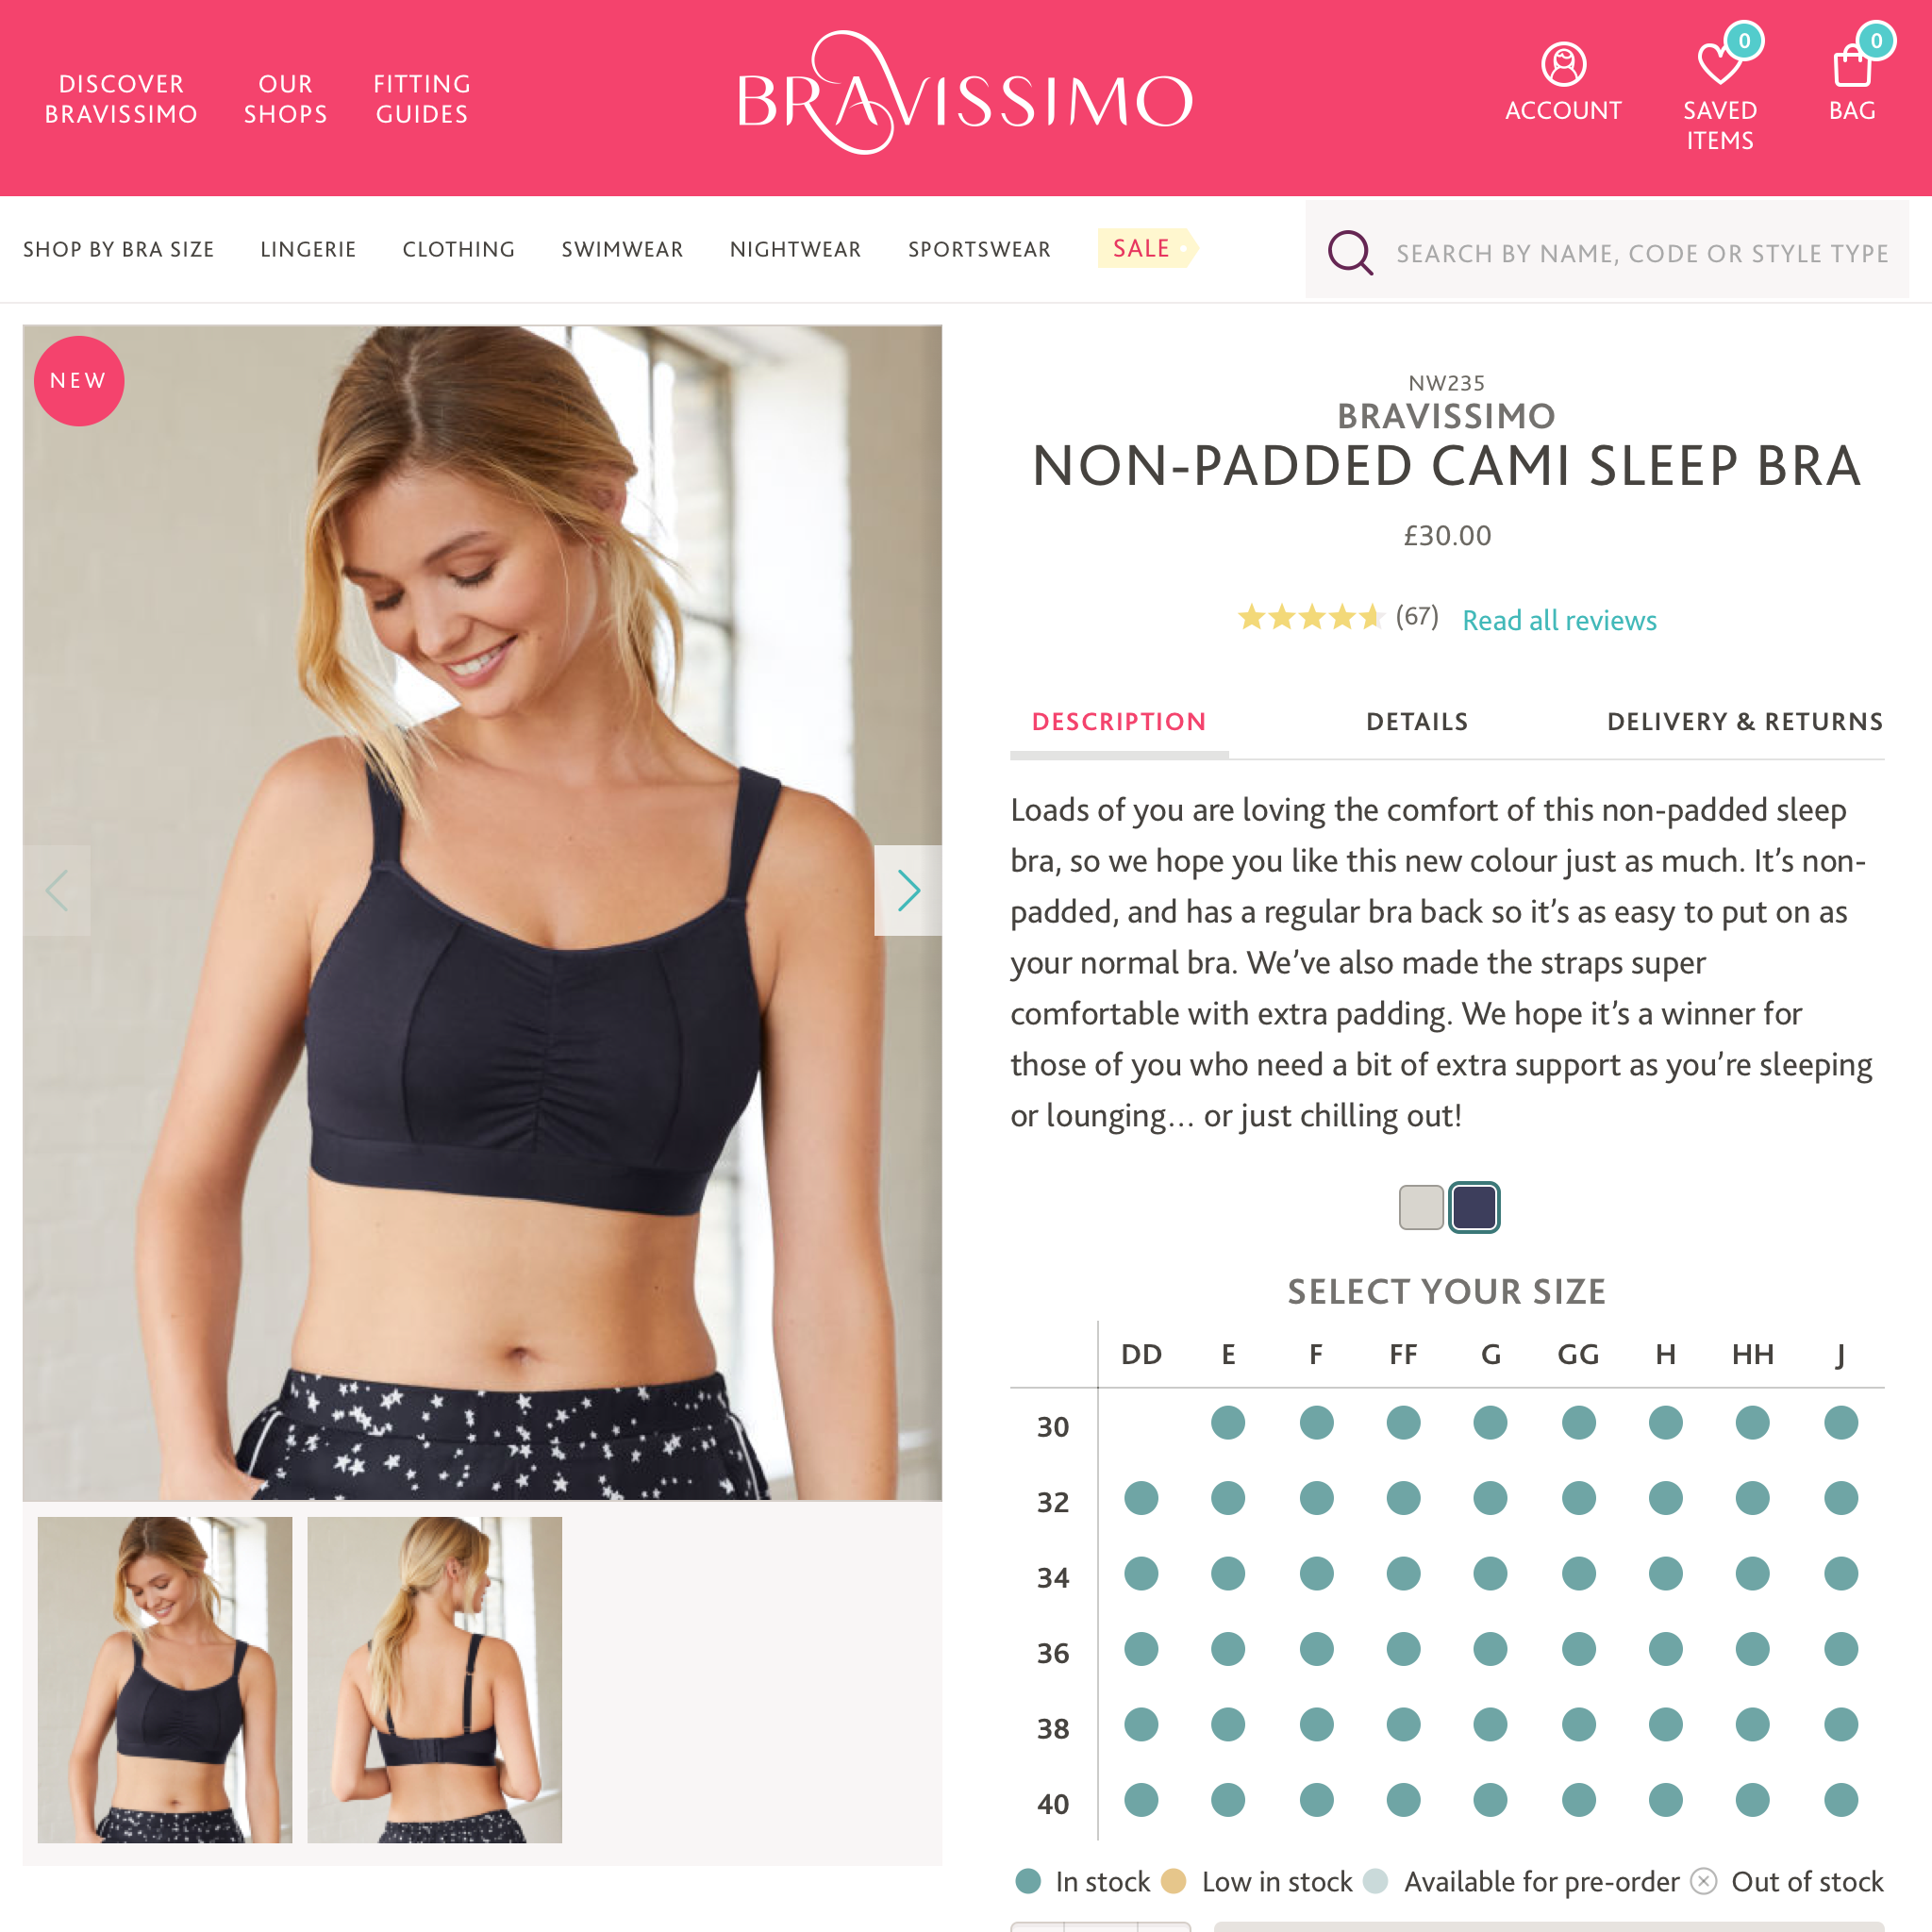 DISCOVER
BRAVISSIMO
OUR
SHOPS
FITTING
GUIDES
BRAVISSIMO
ACCOUNT
0
SAVED
ITEMS
0
BAG
SHOP BY BRA SIZE
LINGERIE
CLOTHING
SWIMWEAR
NIGHTWEAR
SPORTSWEAR
SALE
SEARCH BY NAME, CODE OR STYLE TYPE
NEW
NW235
BRAVISSIMO
NON-PADDED CAMI SLEEP BRA
£30.00
(67) Read all reviews
DESCRIPTION
DETAILS
DELIVERY & RETURNS
Loads of you are loving the comfort of this non-padded sleep
bra, so we hope you like this new colour just as much. It’s non-
padded, and has a regular bra back so it’s as easy to put on as
your normal bra. We’ve also made the straps super
comfortable with extra padding. We hope it’s a winner for
those of you who need a bit of extra support as you’re sleeping
or lounging… or just chilling out!
SELECT YOUR SIZE
DD E F FF G GG H HH J
30
32
34
36
38
40
In stock Low in stock Available for pre-order Out of stock